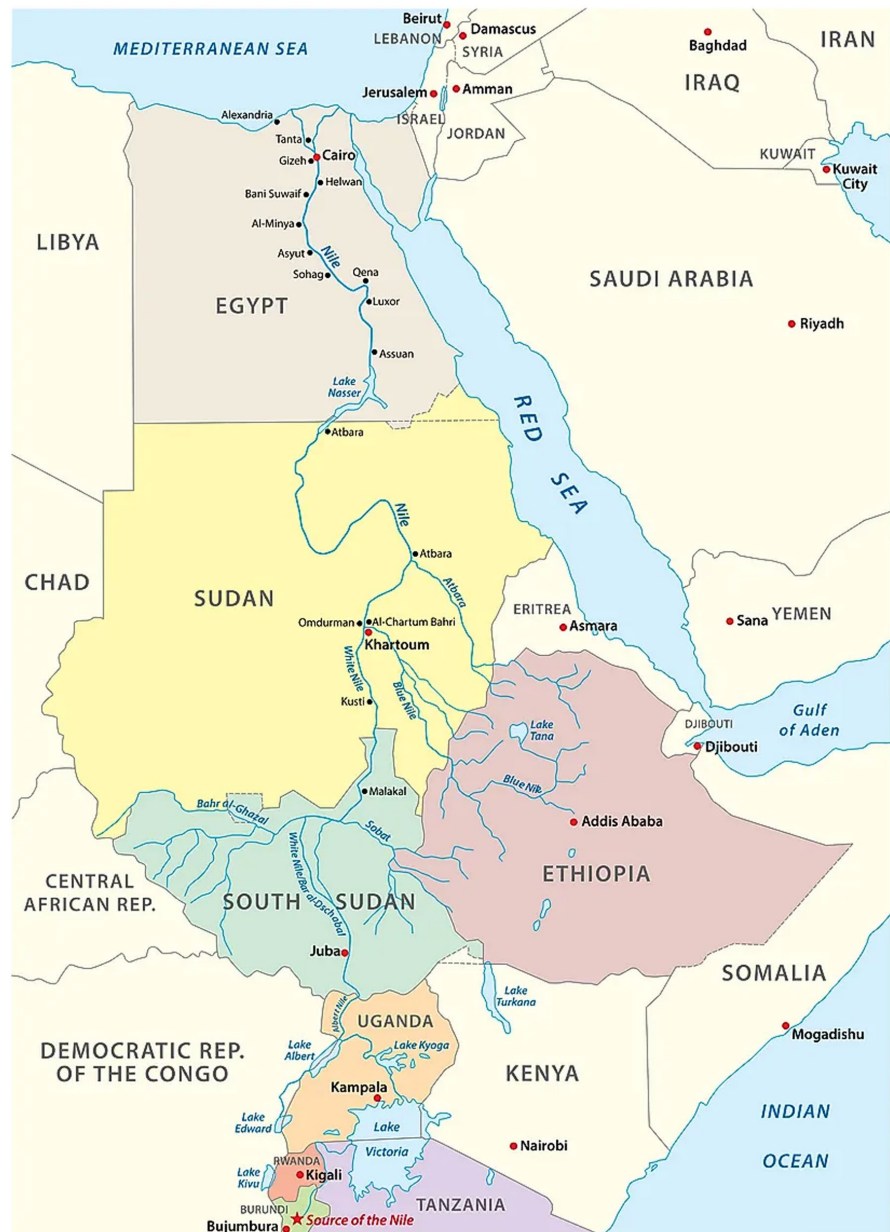 Beirut
LEBANON
Damascus
SYRIA
Baghdad
IRAN
MEDITERRANEAN SEA
IRAQ
Jerusalem
Amman
ISRAEL
JORDAN
Alexandria
Tanta
Gizeh
Cairo
KUWAIT
Kuwait
City
Helwan
Bani Suwaif
Al-Minya
LIBYA
Asyut
Nile
Sohag
Qena
Luxor
EGYPT
SAUDI ARABIA
Riyadh
Assuan
Lake
Nasser
RED
SEA
Atbara
Nile
Atbara
Atbara
CHAD
SUDAN
ERITREA
Asmara
Sana
YEMEN
Omdurman
Al-Chartum Bahri
Khartoum
White Nile
Blue Nile
Kusti
Lake
Tana
DJIBOUTI
Djibouti
Gulf
of Aden
Malakal
Blue Nile
Bahr al-Ghazal
Sobat
Addis Ababa
White Nile/Bar al-Dschabal
CENTRAL
AFRICAN REP.
SOUTH SUDAN
ETHIOPIA
Juba
SOMALIA
Lake
Turkana
Albert Nile
UGANDA
Mogadishu
Lake
Albert
Lake Kyoga
DEMOCRATIC REP.
OF THE CONGO
KENYA
Kampala
Lake
Edward
Lake
Victoria
INDIAN
OCEAN
Nairobi
RWANDA
Kigali
Lake
Kivu
TANZANIA
BURUNDI
Source of the Nile
Bujumbura